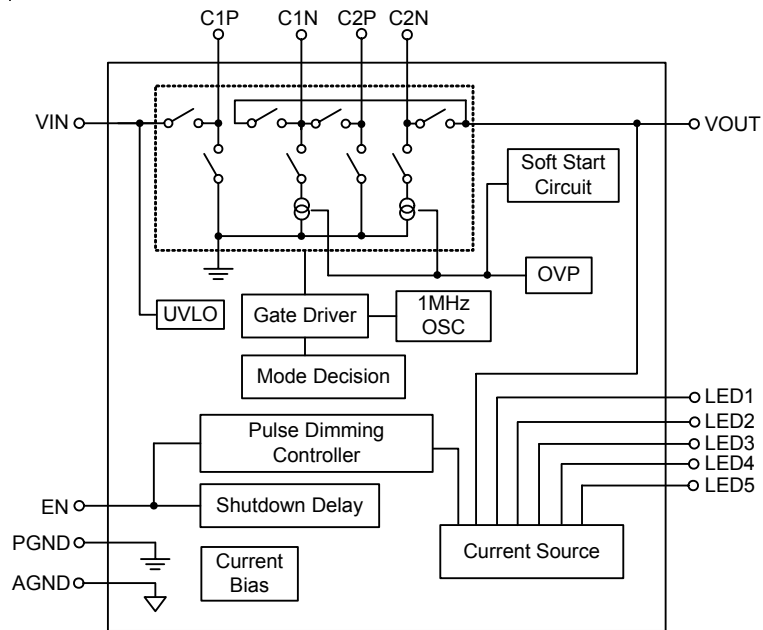 C1P C1N C2P C2N
VIN
VOUT
Soft Start
Circuit
OVP
UVLO
Gate Driver
1MHz
OSC
Mode Decision
LED1
LED2
LED3
LED4
LED5
Pulse Dimming
Controller
EN
Shutdown Delay
PGND
AGND
Current
Bias
Current Source